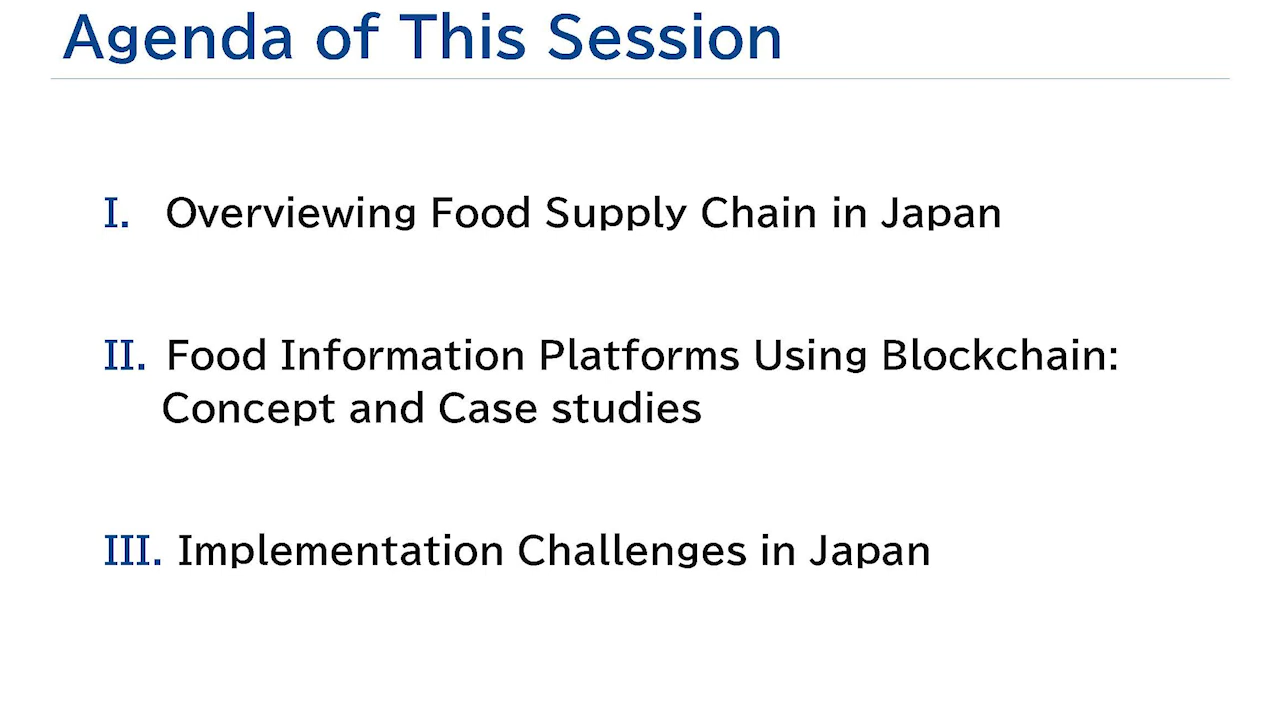 Agenda of This Session
I. Overviewing Food Supply Chain in Japan
II. Food Information Platforms Using Blockchain:
Concept and Case studies
III. Implementation Challenges in Japan